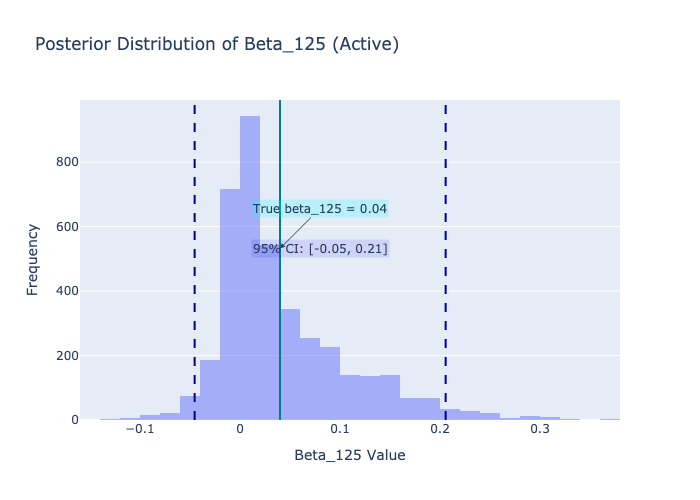 Posterior Distribution of Beta_125 (Active)
800
600
400
200
0
Frequency
True beta_125 = 0.04
95% CI: [-0.05, 0.21]
−0.1
0
0.1
0.2
0.3
Beta_125 Value